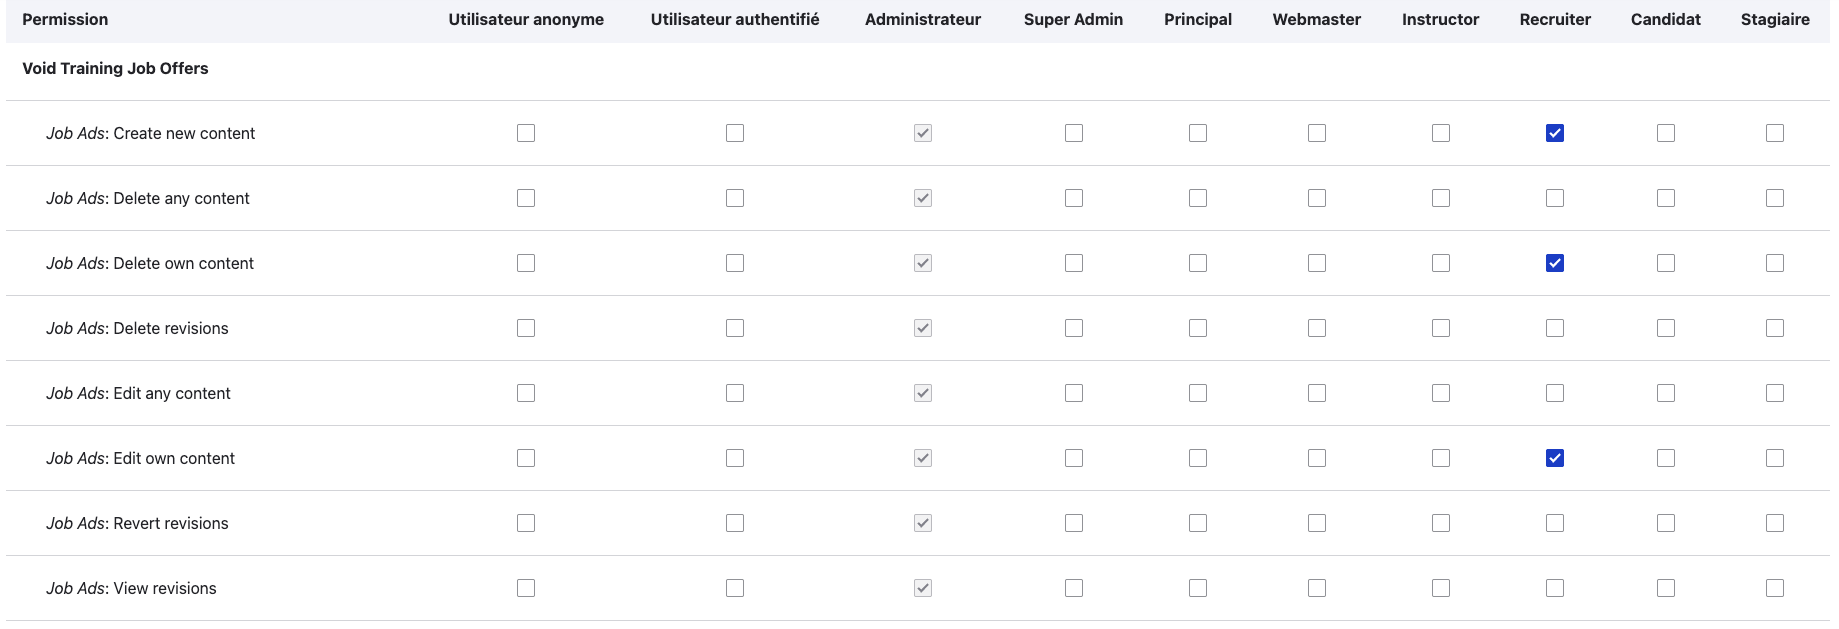 Permission Utilisateur anonyme Utilisateur authentifié Administrateur Super Admin Principal Webmaster Instructor Recruiter Candidat Stagiaire
Void Training Job Offers
Job Ads: Create new content
Job Ads: Delete any content
Job Ads: Delete own content
Job Ads: Delete revisions
Job Ads: Edit any content
Job Ads: Edit own content
Job Ads: Revert revisions
Job Ads: View revisions